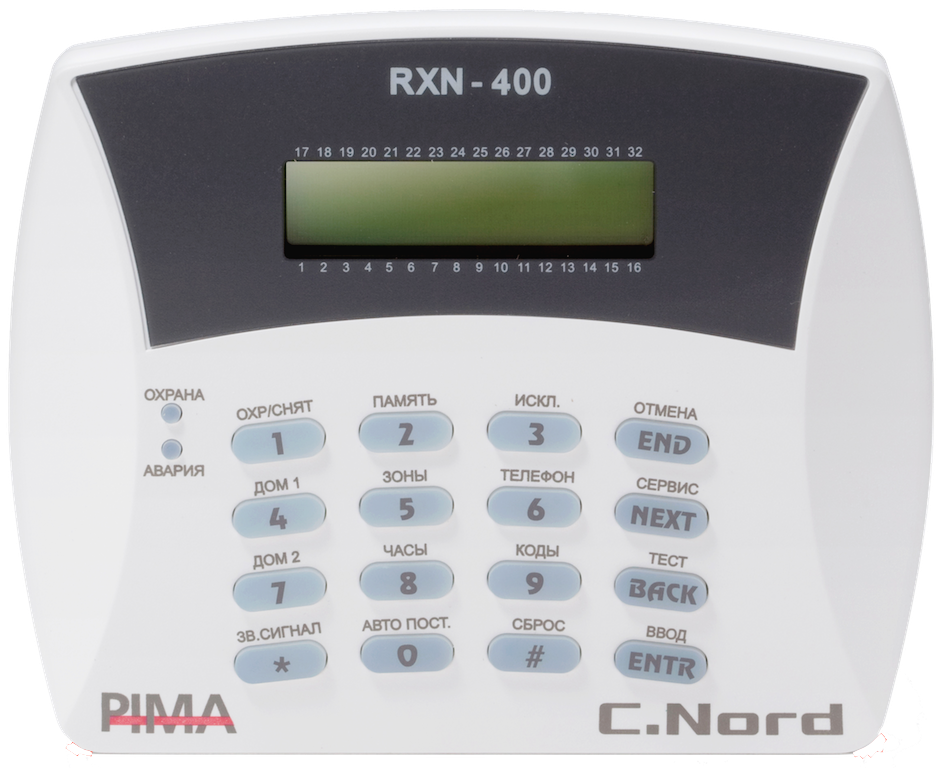 RXN - 400
17 18 19 20 21 22 23 24 25 26 27 28 29 30 31 32
1 2 3 4 5 6 7 8 9 10 11 12 13 14 15 16
ОХРАНА
АВАРИЯ
ОХР/СНЯТ ПАМЯТЬ ИСКЛ. ОТМЕНА
1 2 3 END
ДОМ 1 ЗОНЫ ТЕЛЕФОН СЕРВИС
4 5 6 NEXT
ДОМ 2 ЧАСЫ КОДЫ ТЕСТ
7 8 9 BACK
ЗВ.СИГНАЛ АВТО ПОСТ. СБРОС ВВОД
* 0 # ENTR
PIMA C.Nord